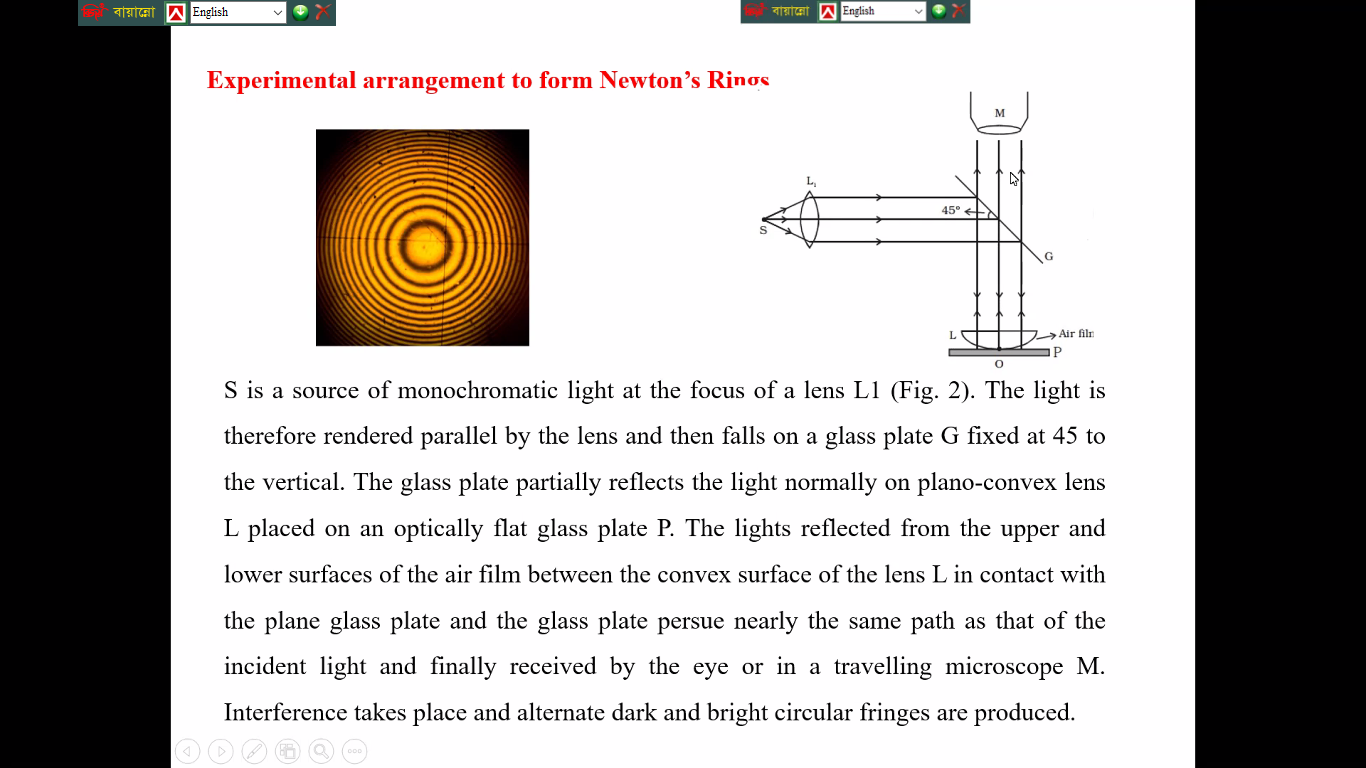 বায়ান্নো English
বায়ান্নো English
Experimental arrangement to form Newton’s Rings
M
L₁
45°
S
G
L
Air film
P
O
S is a source of monochromatic light at the focus of a lens L1 (Fig. 2). The light is
therefore rendered parallel by the lens and then falls on a glass plate G fixed at 45 to
the vertical. The glass plate partially reflects the light normally on plano-convex lens
L placed on an optically flat glass plate P. The lights reflected from the upper and
lower surfaces of the air film between the convex surface of the lens L in contact with
the plane glass plate and the glass plate persue nearly the same path as that of the
incident light and finally received by the eye or in a travelling microscope M.
Interference takes place and alternate dark and bright circular fringes are produced.